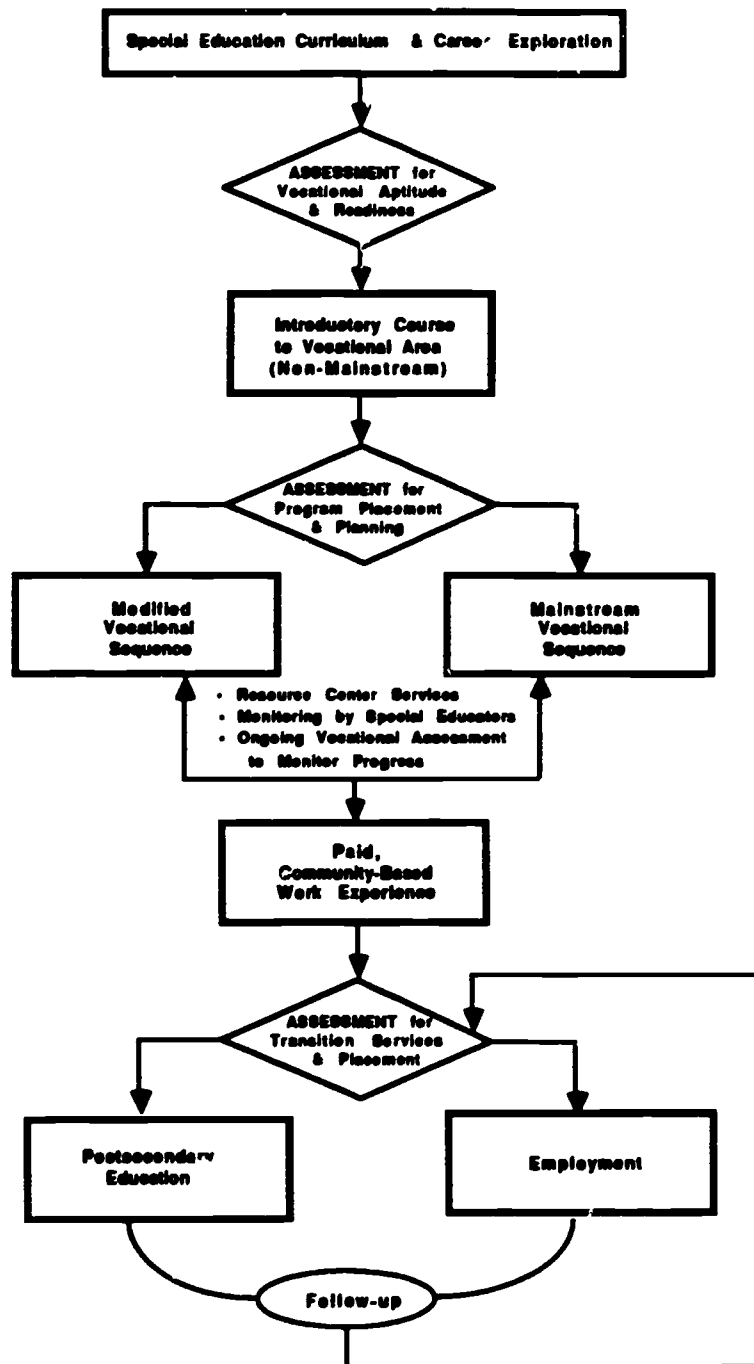 Special Education Curriculum & Career Exploration
ASSESSMENT for
Vocational Aptitude
& Readiness
Introductory Course
to Vocational Area
(Non-Mainstream)
ASSESSMENT for
Program Placement
& Planning
Modified
Vocational
Sequence
Mainstream
Vocational
Sequence
• Resource Center Services
• Monitoring by Special Educators
• Ongoing Vocational Assessment
to Monitor Progress
Paid,
Community-Based
Work Experience
ASSESSMENT for
Transition Services
& Placement
Postsecondary
Education
Employment
Follow-up